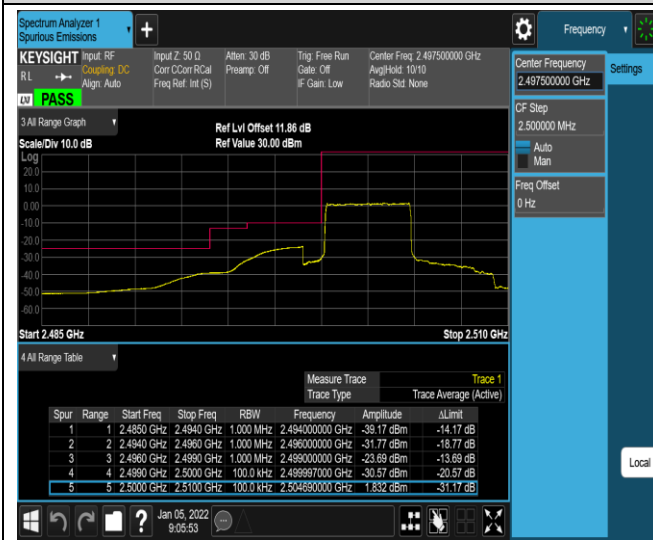 Spectrum Analyzer 1
Spurious Emissions
+
Frequency
KEYSIGHT
R L
LXI
PASS
Input: RF
Coupling: DC
Align: Auto
Input Z: 50 Ω
Corr CCorr RCal
Freq Ref: Int (S)
Atten: 30 dB
Preamp: Off
Trig: Free Run
Gate: Off
IF Gain: Low
Center Freq: 2.497500000 GHz
Avg|Hold: 10/10
Radio Std: None
Center Frequency
2.497500000 GHz
Settings
CF Step
2.500000 MHz
Auto
Man
Freq Offset
0 Hz
3 All Range Graph
Scale/Div 10.0 dB
Ref Lvl Offset 11.86 dB
Ref Value 30.00 dBm
Log
20.0
10.0
0.00
-10.0
-20.0
-30.0
-40.0
-50.0
-60.0
Start 2.485 GHz
Stop 2.510 GHz
4 All Range Table
Measure Trace Trace 1
Trace Type Trace Average (Active)
Spur Range Start Freq Stop Freq RBW Frequency Amplitude ΔLimit
1 1 2.4850 GHz 2.4940 GHz 1.000 MHz 2.494000000 GHz -39.17 dBm -14.17 dB
2 2 2.4940 GHz 2.4960 GHz 1.000 MHz 2.496000000 GHz -31.77 dBm -18.77 dB
3 3 2.4960 GHz 2.4990 GHz 1.000 MHz 2.499000000 GHz -23.69 dBm -13.69 dB
4 4 2.4990 GHz 2.5000 GHz 100.0 kHz 2.499997000 GHz -30.57 dBm -20.57 dB
5 5 2.5000 GHz 2.5100 GHz 100.0 kHz 2.504690000 GHz 1.832 dBm -31.17 dB
Local
?
Jan 05, 2022
9:05:53